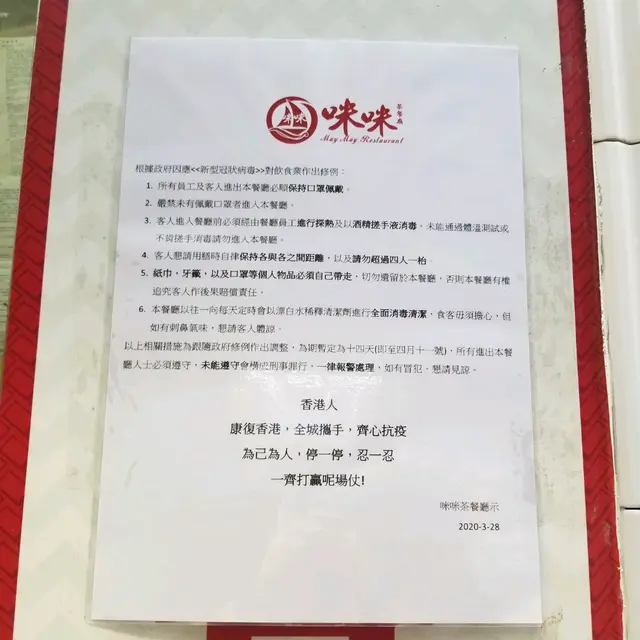 咪咪
咪咪
茶餐廳
May May Restaurant
根據政府因應<<新型冠狀病毒>>對飲食業作出修例：
1. 所有員工及客人進出本餐廳必順保持口罩佩戴。
2. 嚴禁未有佩戴口罩者進入本餐廳。
3. 客人進入餐廳前必須經由餐廳員工進行探熱及以酒精搓手液消毒，未能通過體溫測試或
不肯搓手消毒請勿進入本餐廳。
4. 客人懇請用膳時自律保持各與各之間距離，以及請勿超過四人一枱。
5. 紙巾，牙籤，以及口罩等個人物品必須自己帶走，切勿遺留於本餐廳，否則本餐廳有權
追究客人作後果賠償責任。
6. 本餐廳以往一向每天定時會以漂白水稀釋清潔劑進行全面消毒清潔，食客毋須擔心，但
如有刺鼻氣味，懇請客人體諒。
以上相關措施為跟隨政府條例作出調整，為期暫定為十四天(即至四月十一號)，所有進出本餐
廳人士必須遵守，未能遵守會構成刑事罪行，一律報警處理，如有冒犯，懇請見諒。
香港人
康復香港，全城攜手，齊心抗疫
為己為人，停一停，忍一忍
一齊打贏呢場仗!
咪咪茶餐廳示
2020-3-28